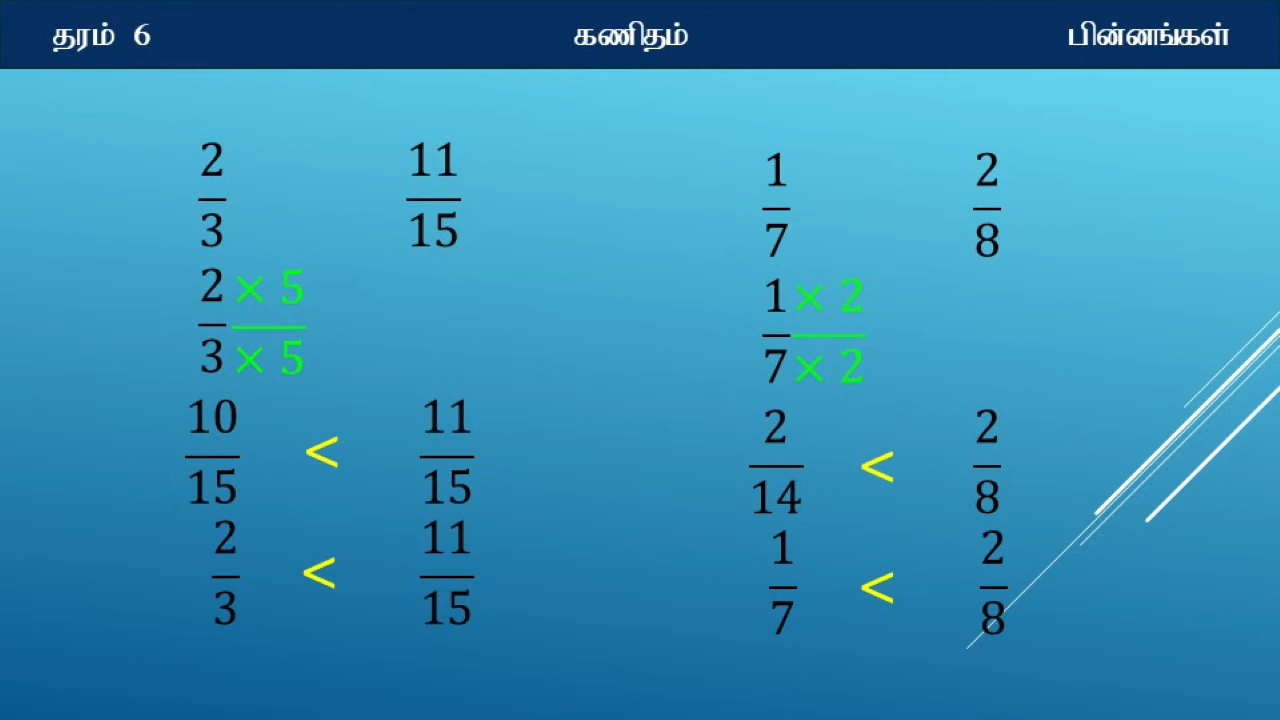 தரம் 6 கணிதம் பின்னங்கள்
2/3 11/15
2/3 × 5/× 5
10/15 < 11/15
2/3 < 11/15
1/7 2/8
1/7 × 2/× 2
2/14 < 2/8
1/7 < 2/8